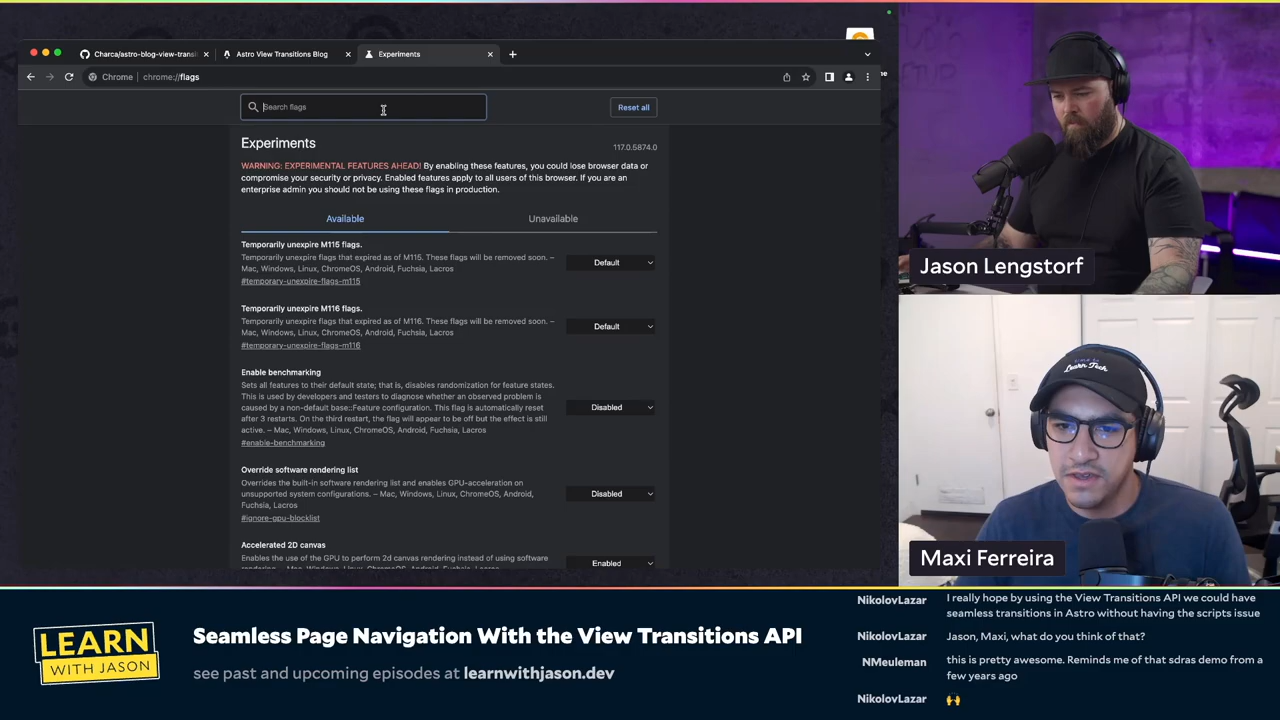 Charca/astro-blog-view-transi
Astro View Transitions Blog
Experiments
Chrome
chrome://flags
Search flags
Reset all
Experiments
117.0.5874.0
WARNING: EXPERIMENTAL FEATURES AHEAD! By enabling these features, you could lose browser data or
compromise your security or privacy. Enabled features apply to all users of this browser. If you are an
enterprise admin you should not be using these flags in production.
Available
Unavailable
Temporarily unexpire M115 flags.
Temporarily unexpire flags that expired as of M115. These flags will be removed soon. –
Mac, Windows, Linux, ChromeOS, Android, Fuchsia, Lacros
#temporary-unexpire-flags-m115
Default
Temporarily unexpire M116 flags.
Temporarily unexpire flags that expired as of M116. These flags will be removed soon. –
Mac, Windows, Linux, ChromeOS, Android, Fuchsia, Lacros
#temporary-unexpire-flags-m116
Default
Enable benchmarking
Sets all features to their default state; that is, disables randomization for feature states.
This is used by developers and testers to diagnose whether an observed problem is
caused by a non-default base::Feature configuration. This flag is automatically reset
after 3 restarts. On the third restart, the flag will appear to be off but the effect is still
active. – Mac, Windows, Linux, ChromeOS, Android, Fuchsia, Lacros
#enable-benchmarking
Disabled
Override software rendering list
Overrides the built-in software rendering list and enables GPU-acceleration on
unsupported system configurations. – Mac, Windows, Linux, ChromeOS, Android,
Fuchsia, Lacros
#ignore-gpu-blocklist
Disabled
Accelerated 2D canvas
Enables the use of the GPU to perform 2d canvas rendering instead of using software
rendering. – Mac, Windows, Linux, ChromeOS, Android, Fuchsia, Lacros
Enabled
Jason Lengstorf
Learn Tech
Maxi Ferreira
LEARN
WITH JASON
Seamless Page Navigation With the View Transitions API
see past and upcoming episodes at learnwithjason.dev
NikolovLazar I really hope by using the View Transitions API we could have
seamless transitions in Astro without having the scripts issue
NikolovLazar Jason, Maxi, what do you think of that?
NMeuleman this is pretty awesome. Reminds me of that sdras demo from a
few years ago
NikolovLazar 🙌